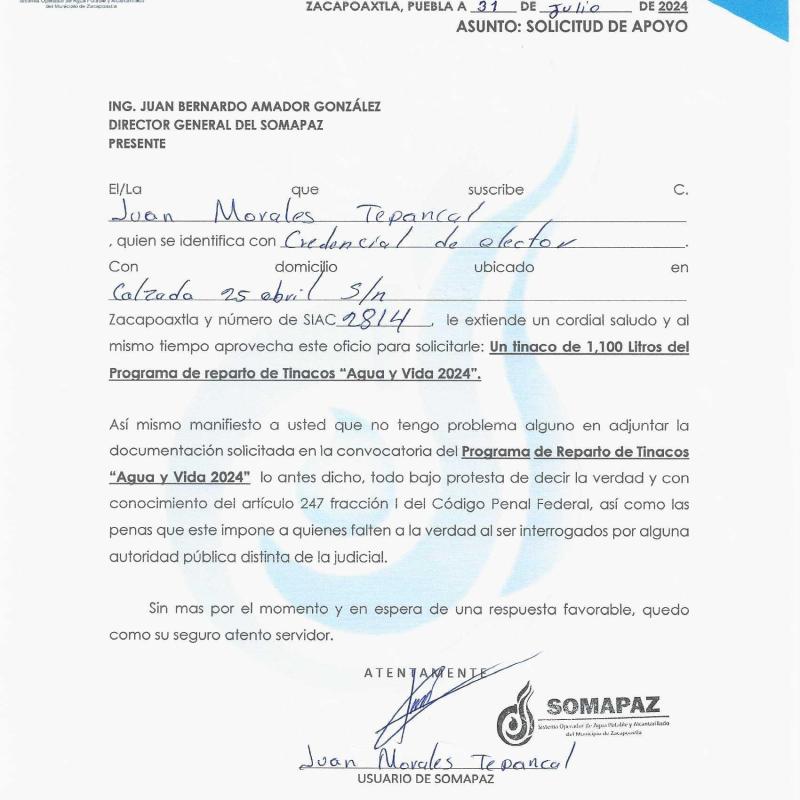 Sistema Operador de Agua Potable y Alcantarillado
del Municipio de Zacapoaxtla
ZACAPOAXTLA, PUEBLA A 31 DE Julio DE 2024
ASUNTO: SOLICITUD DE APOYO
ING. JUAN BERNARDO AMADOR GONZÁLEZ
DIRECTOR GENERAL DEL SOMAPAZ
PRESENTE
El/La que suscribe C.
Juan Morales Tepancal
, quien se identifica con Credencial de elector.
Con domicilio ubicado en
Calzada 25 abril S/n
Zacapoaxtla y número de SIAC 2814, le extiende un cordial saludo y al
mismo tiempo aprovecha este oficio para solicitarle: Un tinaco de 1,100 Litros del
Programa de reparto de Tinacos “Agua y Vida 2024”.
Así mismo manifiesto a usted que no tengo problema alguno en adjuntar la
documentación solicitada en la convocatoria del Programa de Reparto de Tinacos
“Agua y Vida 2024” lo antes dicho, todo bajo protesta de decir la verdad y con
conocimiento del artículo 247 fracción I del Código Penal Federal, así como las
penas que este impone a quienes falten a la verdad al ser interrogados por alguna
autoridad pública distinta de la judicial.
Sin mas por el momento y en espera de una respuesta favorable, quedo
como su seguro atento servidor.
ATENTAMENTE
SOMAPAZ
Sistema Operador de Agua Potable y Alcantarillado
del Municipio de Zacapoaxtla
Juan Morales Tepancal
USUARIO DE SOMAPAZ